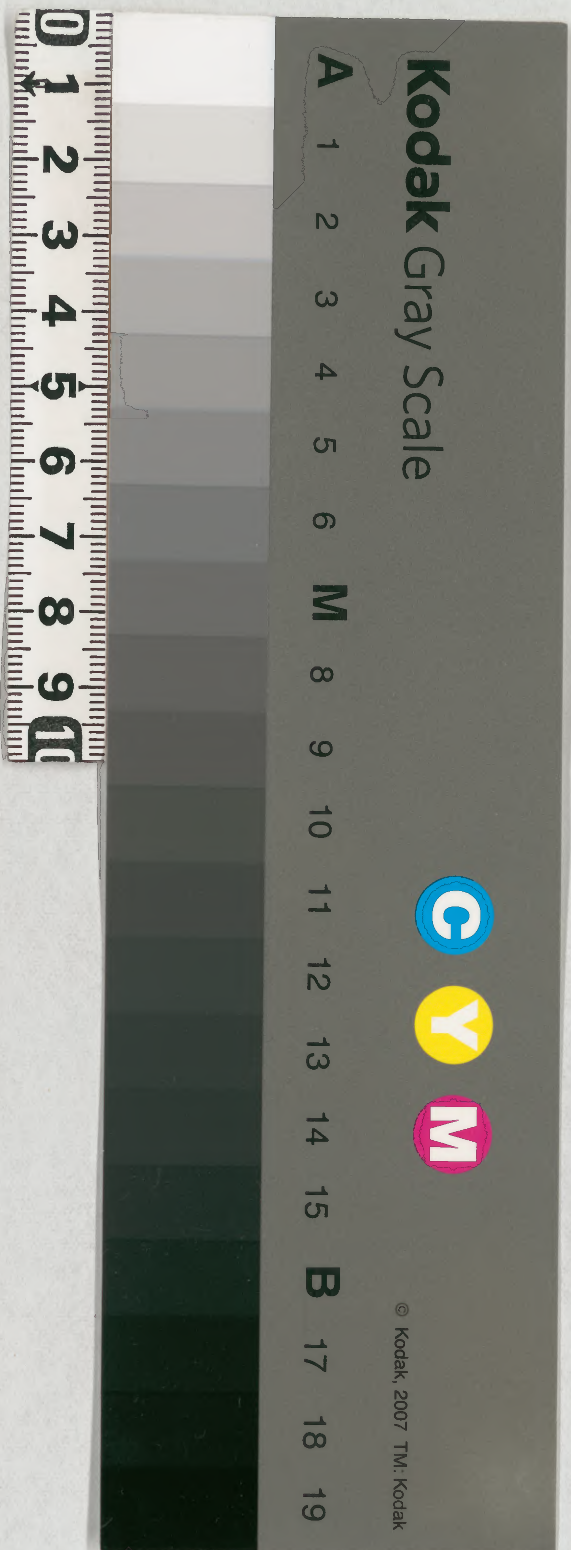 Kodak Gray Scale
C Y M
© Kodak, 2007 TM: Kodak
A 1 2 3 4 5 6 M 8 9 10 11 12 13 14 15 B 17 18 19
0 1 2 3 4 5 6 7 8 9 10